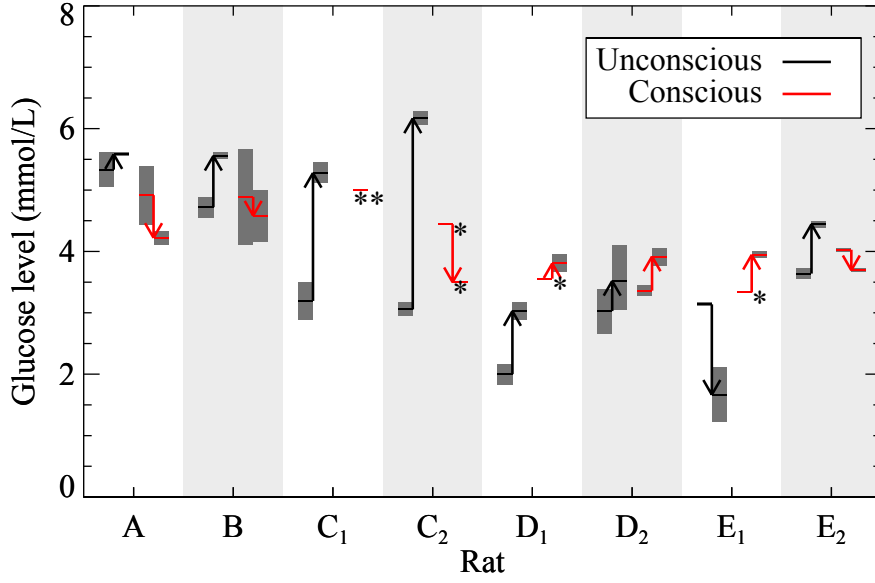 8
6
4
2
0
Glucose level (mmol/L)
Unconscious
Conscious
**
*
*
*
*
A B C₁ C₂ D₁ D₂ E₁ E₂
Rat